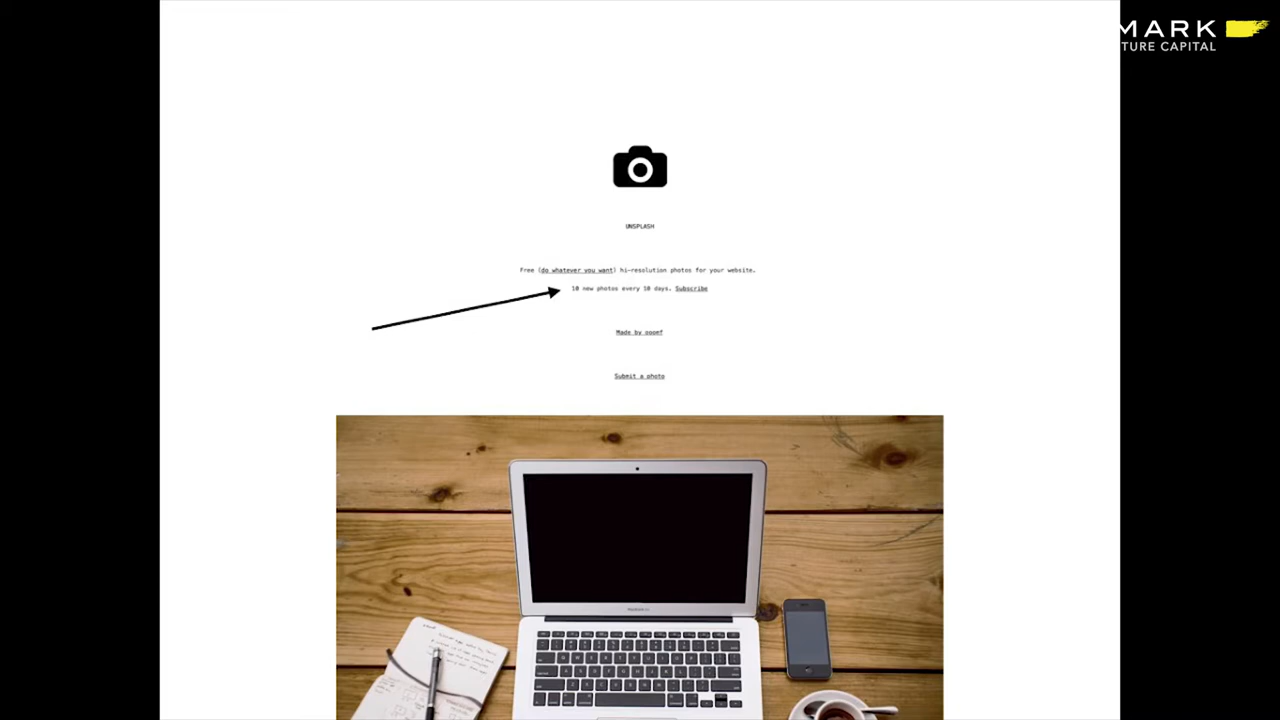 MARK
TURE CAPITAL
UNSPLASH
Free (do whatever you want) hi-resolution photos for your website.
10 new photos every 10 days. Subscribe
Made by ooomf
Submit a photo